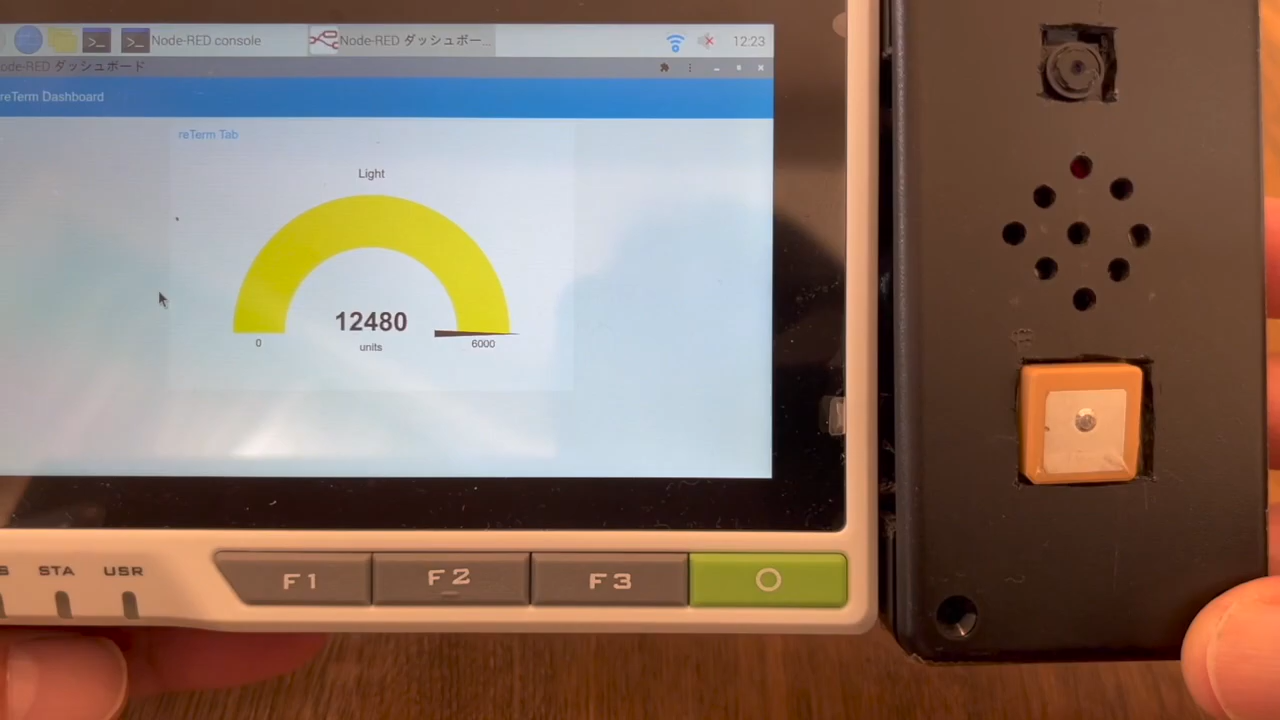 Node-RED console
Node-RED ダッシュボー...
12:23
ode-RED ダッシュボード
reTerm Dashboard
reTerm Tab
Light
12480
units
0
6000
S STA USR
F1 F2 F3